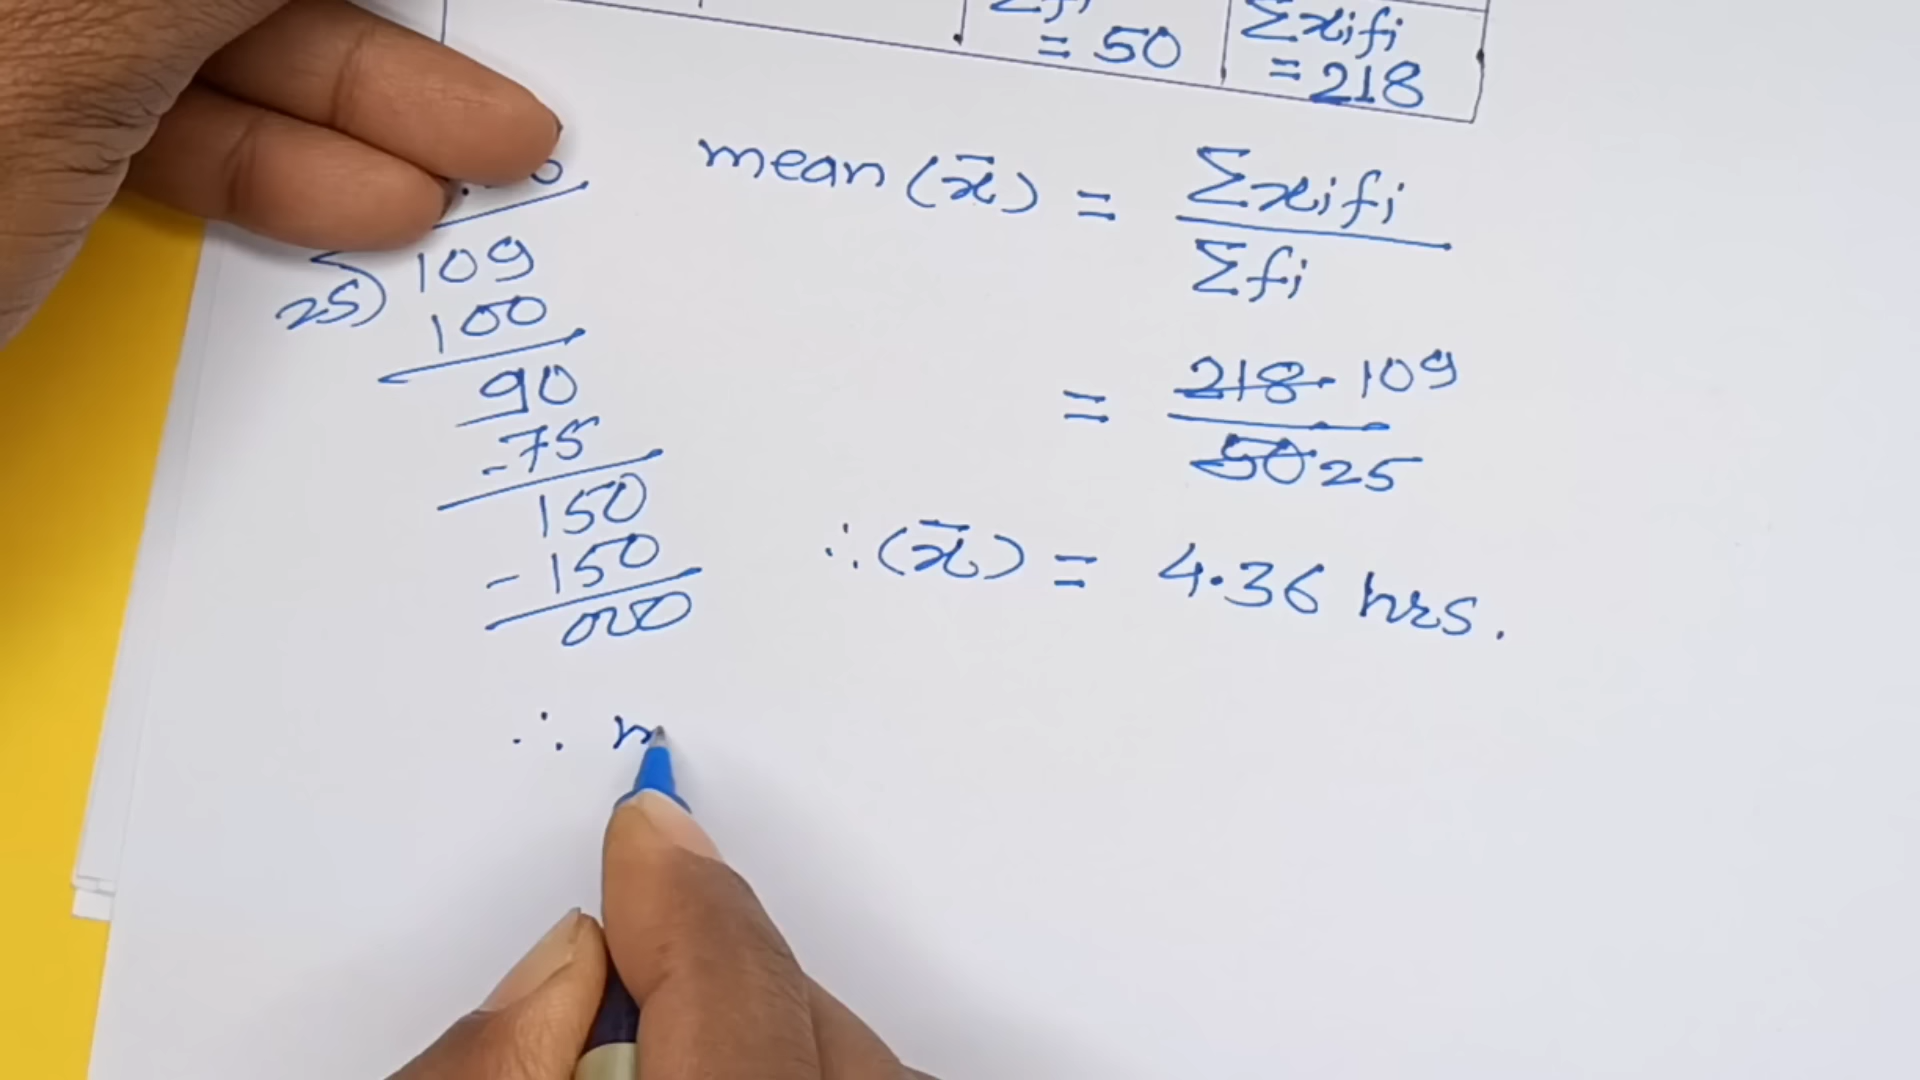 Σfi
= 50
Σxifi
= 218
mean (x̄) = Σxifi
Σfi
= 218 109
50 25
∴ (x̄) = 4.36 hrs.
25) 109
100
90
- 75
150
- 150
000
∴ m